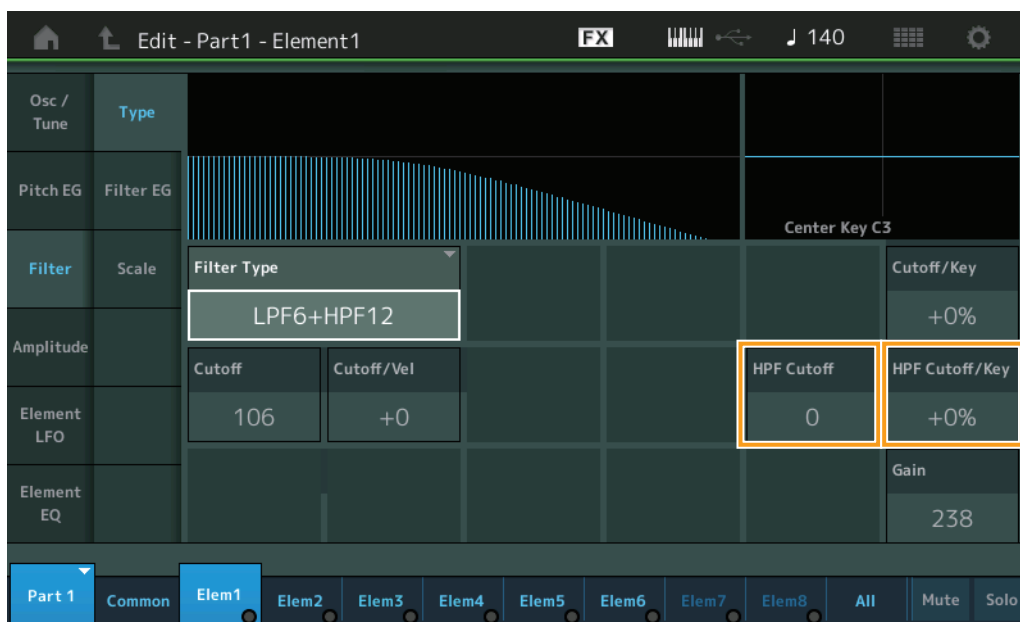 Edit - Part1 - Element1 FX 140
Osc / Tune
Type
Pitch EG
Filter EG
Center Key C3
Filter
Scale
Filter Type
LPF6+HPF12
Cutoff/Key
+0%
Amplitude
Cutoff
106
Cutoff/Vel
+0
HPF Cutoff
0
HPF Cutoff/Key
+0%
Element LFO
Element EQ
Gain
238
Part 1 Common Elem1 Elem2 Elem3 Elem4 Elem5 Elem6 Elem7 Elem8 All Mute Solo